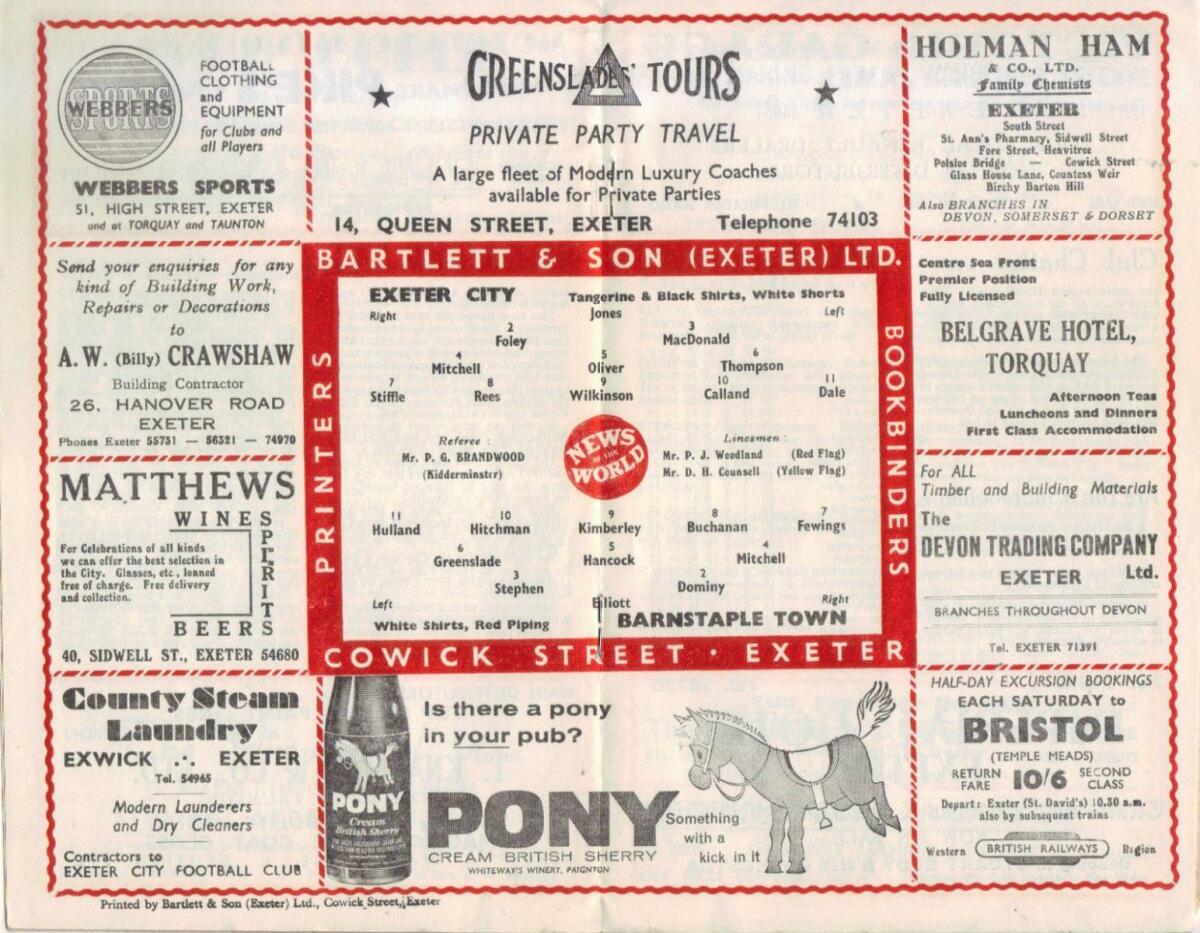 WEBBERS
SPORTS
FOOTBALL
CLOTHING
and
EQUIPMENT
for Clubs and
all Players
WEBBERS SPORTS
51, HIGH STREET, EXETER
and at TORQUAY and TAUNTON
GREENSLADES' TOURS
PRIVATE PARTY TRAVEL
A large fleet of Modern Luxury Coaches
available for Private Parties
14, QUEEN STREET, EXETER Telephone 74103
HOLMAN HAM
& CO., LTD.
Family Chemists
EXETER
South Street
St. Ann's Pharmacy, Sidwell Street
Fore Street, Heavitree
Polsloe Bridge — Cowick Street
Glass House Lane, Countess Weir
Birchy Barton Hill
Also BRANCHES IN
DEVON, SOMERSET & DORSET
Send your enquiries for any
kind of Building Work,
Repairs or Decorations
to
A.W. (Billy) CRAWSHAW
Building Contractor
26, HANOVER ROAD
EXETER
Phones Exeter 55731 — 56321 — 74970
MATTHEWS
WINES
SPIRITS
BEERS
For Celebrations of all kinds
we can offer the best selection in
the City. Glasses, etc., loaned
free of charge. Free delivery
and collection.
40, SIDWELL ST., EXETER 54680
BARTLETT & SON (EXETER) LTD.
PRINTERS
BOOKBINDERS
COWICK STREET · EXETER
EXETER CITY Tangerine & Black Shirts, White Shorts
Right Jones Left
2 3
Foley MacDonald
4 5 6
Mitchell Oliver Thompson
7 8 9 10 11
Stiffle Rees Wilkinson Calland Dale
Referee :
Mr. P. G. BRANDWOOD
(Kidderminster)
NEWS
OF THE
WORLD
Linesmen :
Mr. P. J. Woodland (Red Flag)
Mr. D. H. Counsell (Yellow Flag)
11 10 9 8 7
Hulland Hitchman Kimberley Buchanan Fewings
6 5 4
Greenslade Hancock Mitchell
3 2
Stephen Dominy
Left Elliott Right
White Shirts, Red Piping BARNSTAPLE TOWN
Centre Sea Front
Premier Position
Fully Licensed
BELGRAVE HOTEL,
TORQUAY
Afternoon Teas
Luncheons and Dinners
First Class Accommodation
For ALL
Timber and Building Materials
The
DEVON TRADING COMPANY
EXETER Ltd.
BRANCHES THROUGHOUT DEVON
Tel. EXETER 71391
County Steam
Laundry
EXWICK .·. EXETER
Tel. 54965
Modern Launderers
and Dry Cleaners
Contractors to
EXETER CITY FOOTBALL CLUB
PONY
Cream
British Sherry
Is there a pony
in your pub?
PONY
CREAM BRITISH SHERRY
WHITEWAY'S WINERY, PAIGNTON
Something
with a
kick in it
HALF-DAY EXCURSION BOOKINGS
EACH SATURDAY to
BRISTOL
(TEMPLE MEADS)
RETURN FARE 10/6 SECOND CLASS
Depart: Exeter (St. David's) 10.30 a.m.
also by subsequent trains
Western BRITISH RAILWAYS Region
Printed by Bartlett & Son (Exeter) Ltd., Cowick Street, Exeter